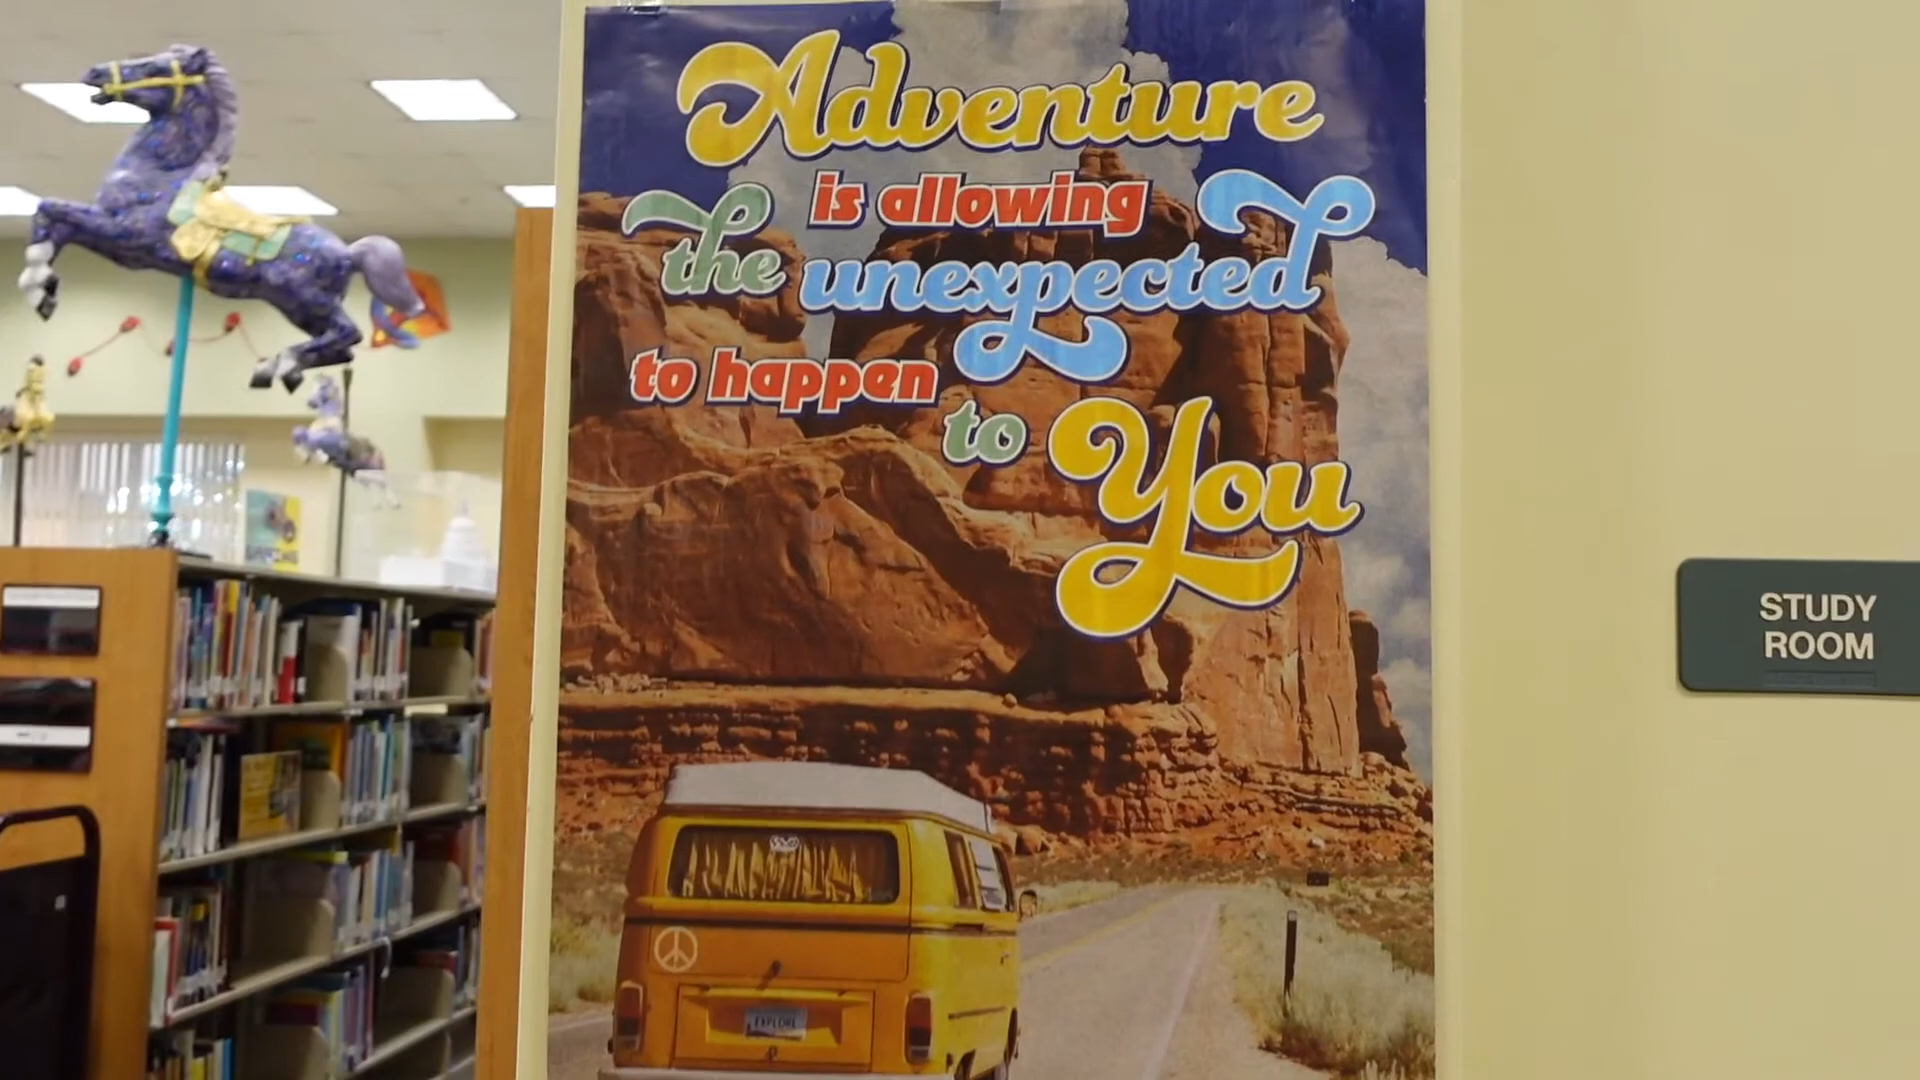 Adventure
is allowing
the unexpected
to happen
to You
EXPLORE
STUDY
ROOM